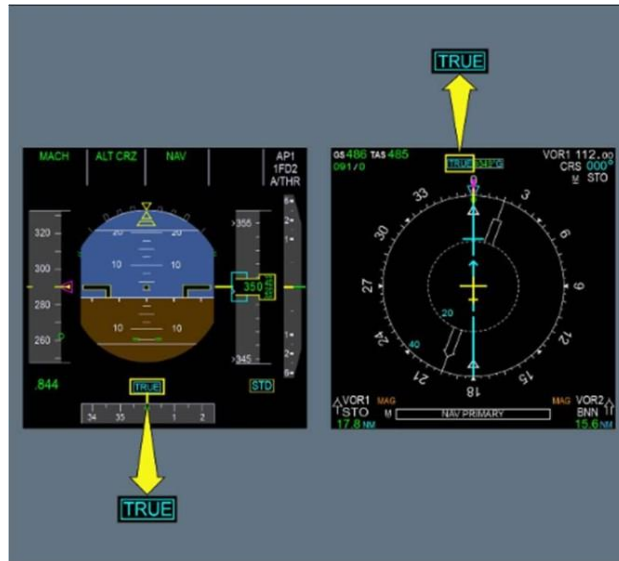 TRUE
MACH ALT CRZ NAV AP1
1FD2
A/THR
320
300
280
260
.844
20 20
10 10
10 10
355
350
345
STD
TRUE
34 35 1 2
TRUE
GS 486 TAS 485
091/0
TRUE
VOR1 112.00
CRS 000°
M STO
33 0 3
30 6
27 9
24 12
21 18 15
20
40
VOR1 MAG
STO M
17.8 NM
NAV PRIMARY
MAG VOR2
BNN
15.6 NM